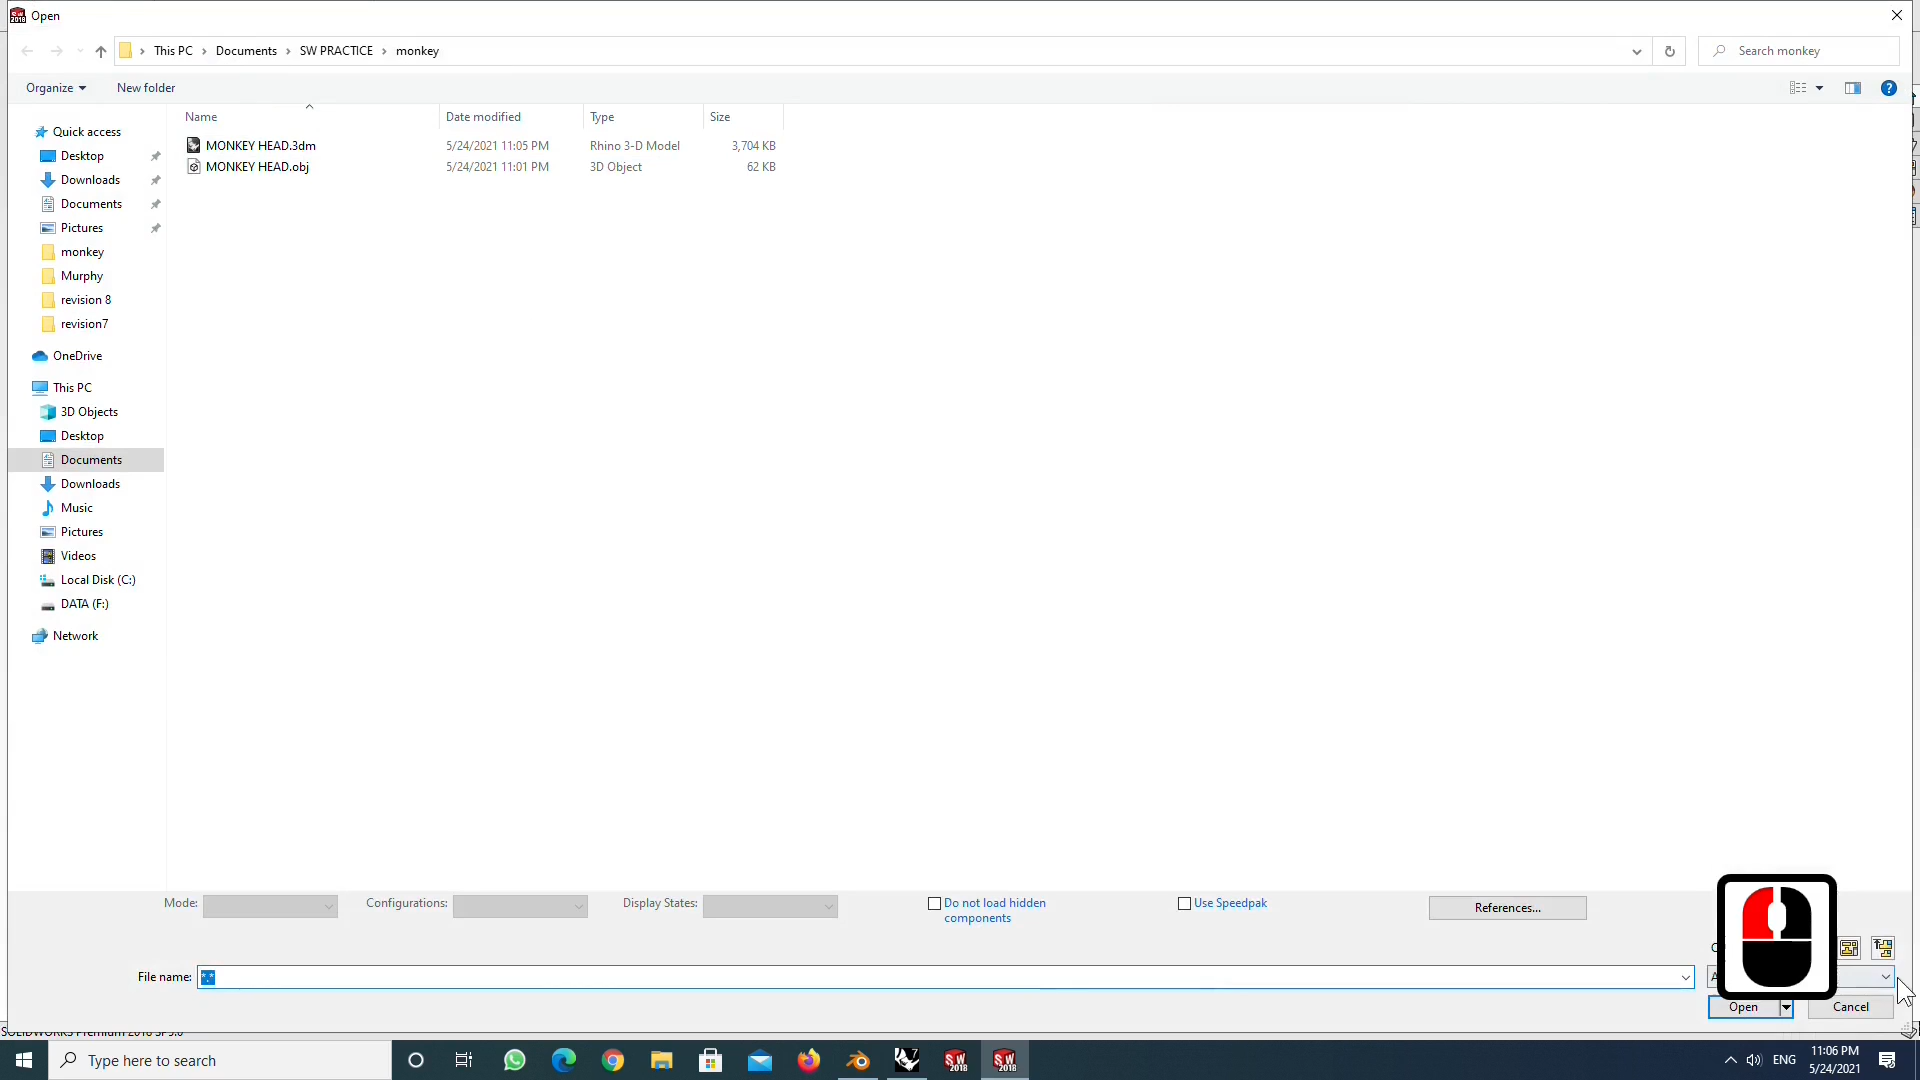 Open
This PC > Documents > SW PRACTICE > monkey
Search monkey
Organize
New folder
Name
Date modified
Type
Size
MONKEY HEAD.3dm 5/24/2021 11:05 PM Rhino 3-D Model 3,704 KB
MONKEY HEAD.obj 5/24/2021 11:01 PM 3D Object 62 KB
Quick access
Desktop
Downloads
Documents
Pictures
monkey
Murphy
revision 8
revision7
OneDrive
This PC
3D Objects
Desktop
Documents
Downloads
Music
Pictures
Videos
Local Disk (C:)
DATA (F:)
Network
Mode:
Configurations:
Display States:
Do not load hidden
components
Use Speedpak
References...
File name: *.*
Open
Cancel
Type here to search
ENG
11:06 PM
5/24/2021